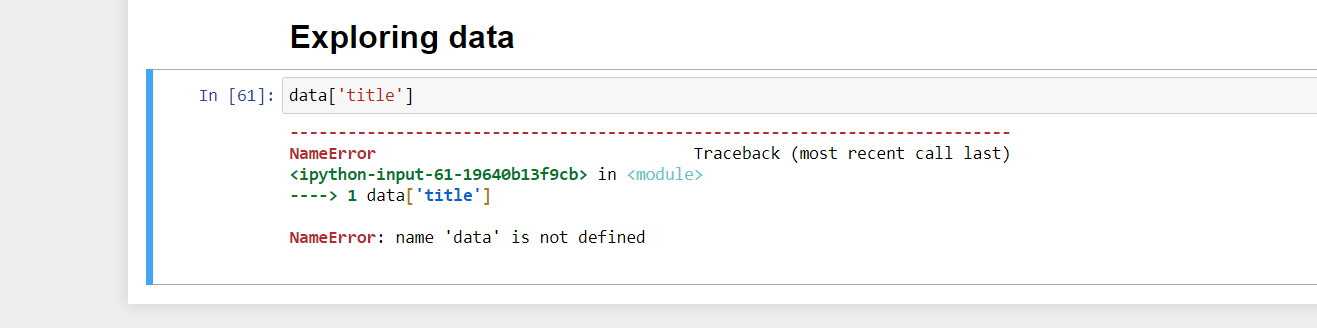 Exploring data
In [61]: data['title']
---------------------------------------------------------------------------
NameError                                 Traceback (most recent call last)
<ipython-input-61-19640b13f9cb> in <module>
----> 1 data['title']
NameError: name 'data' is not defined